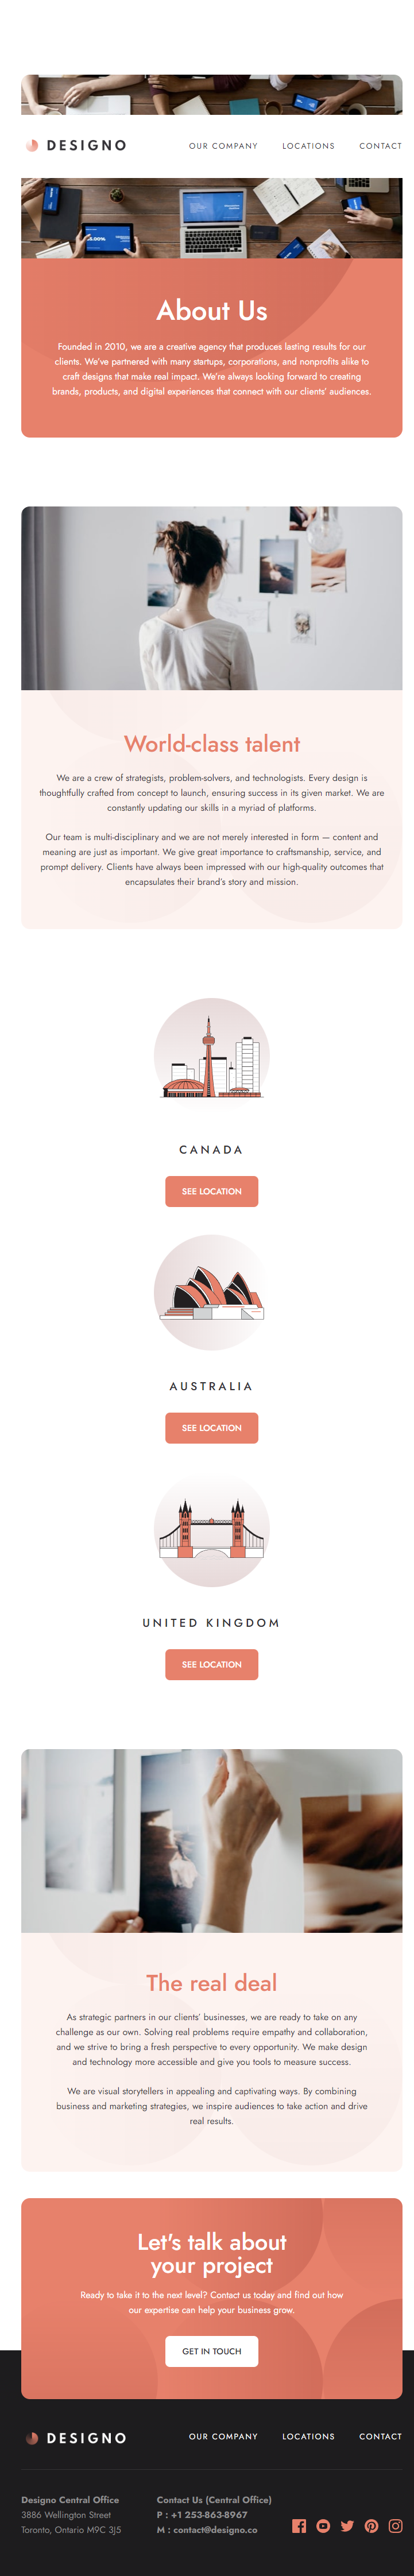 DESIGNO
OUR COMPANY
LOCATIONS
CONTACT
About Us
Founded in 2010, we are a creative agency that produces lasting results for our
clients. We've partnered with many startups, corporations, and nonprofits alike to
craft designs that make real impact. We're always looking forward to creating
brands, products, and digital experiences that connect with our clients' audiences.
World-class talent
We are a crew of strategists, problem-solvers, and technologists. Every design is
thoughtfully crafted from concept to launch, ensuring success in its given market. We are
constantly updating our skills in a myriad of platforms.
Our team is multi-disciplinary and we are not merely interested in form — content and
meaning are just as important. We give great importance to craftsmanship, service, and
prompt delivery. Clients have always been impressed with our high-quality outcomes that
encapsulates their brand's story and mission.
CANADA
SEE LOCATION
AUSTRALIA
SEE LOCATION
UNITED KINGDOM
SEE LOCATION
The real deal
As strategic partners in our clients' businesses, we are ready to take on any
challenge as our own. Solving real problems require empathy and collaboration,
and we strive to bring a fresh perspective to every opportunity. We make design
and technology more accessible and give you tools to measure success.
We are visual storytellers in appealing and captivating ways. By combining
business and marketing strategies, we inspire audiences to take action and drive
real results.
Let's talk about
your project
Ready to take it to the next level? Contact us today and find out how
our expertise can help your business grow.
GET IN TOUCH
DESIGNO
OUR COMPANY
LOCATIONS
CONTACT
Designo Central Office
3886 Wellington Street
Toronto, Ontario M9C 3J5
Contact Us (Central Office)
P : +1 253-863-8967
M : contact@designo.co